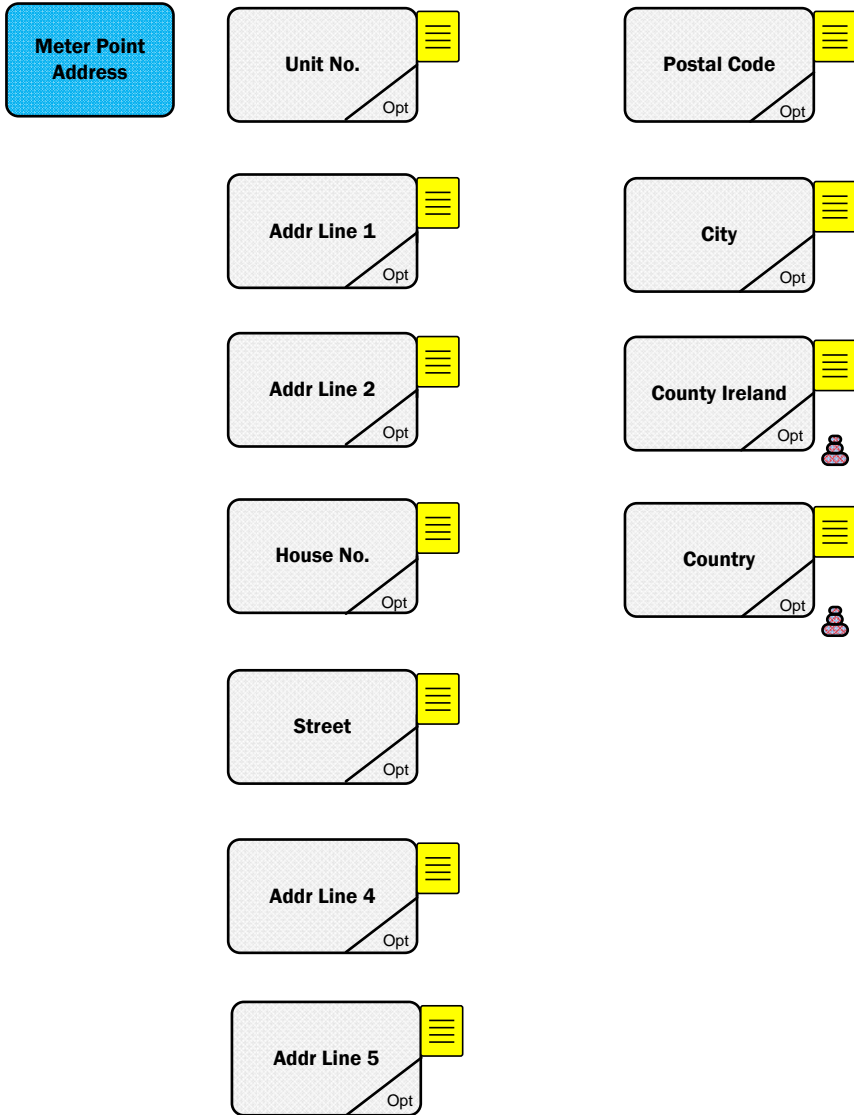 Meter Point
Address
Unit No.
Opt
Addr Line 1
Opt
Addr Line 2
Opt
House No.
Opt
Street
Opt
Addr Line 4
Opt
Addr Line 5
Opt
Postal Code
Opt
City
Opt
County Ireland
Opt
Country
Opt